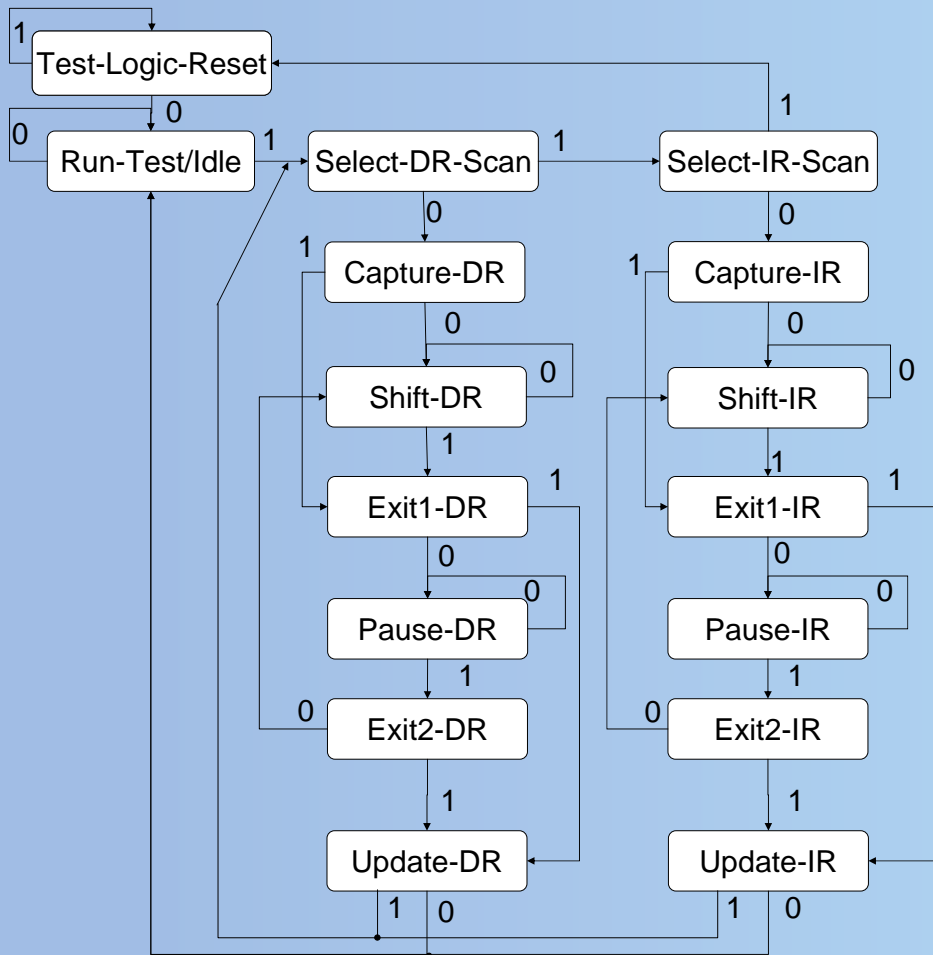 1
Test-Logic-Reset
1
0
0
Run-Test/Idle
1
Select-DR-Scan
1
Select-IR-Scan
0
0
1
Capture-DR
1
Capture-IR
0
0
0
0
Shift-DR
Shift-IR
1
1
1
1
Exit1-DR
Exit1-IR
0
0
0
0
Pause-DR
Pause-IR
1
1
0
Exit2-DR
0
Exit2-IR
1
1
Update-DR
Update-IR
1
0
1
0